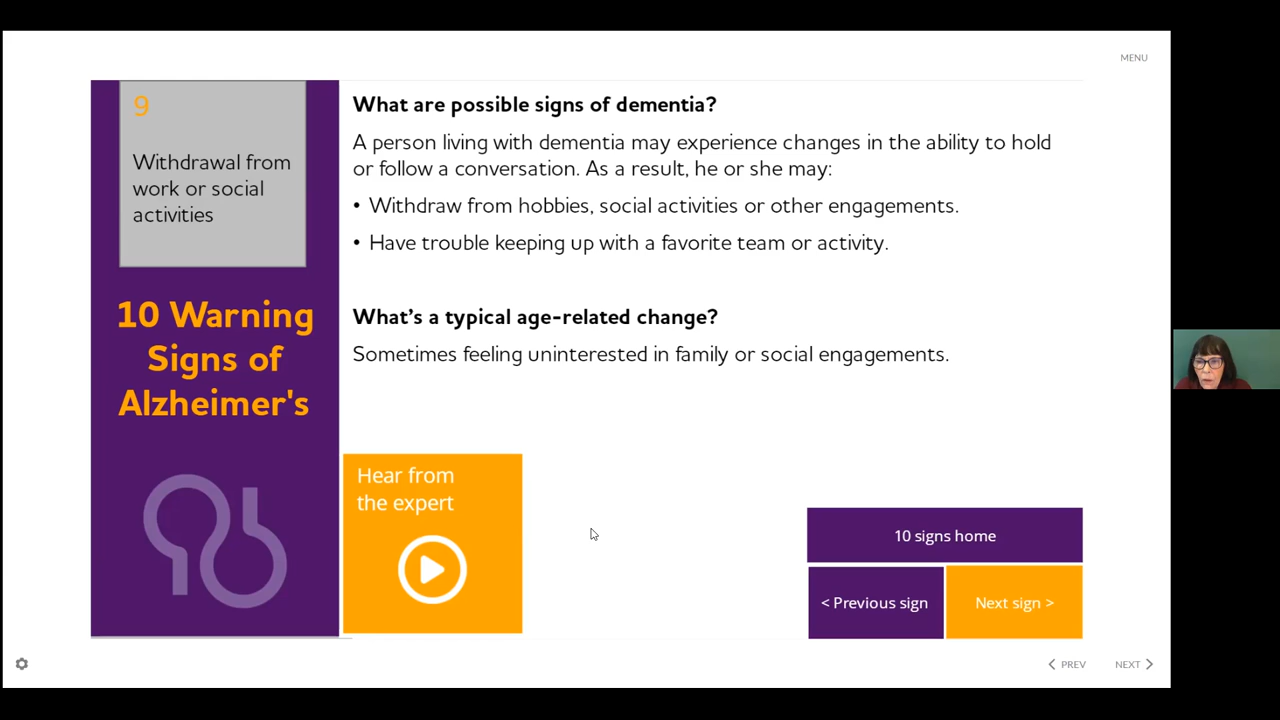 MENU
9
Withdrawal from
work or social
activities
10 Warning
Signs of
Alzheimer's
What are possible signs of dementia?
A person living with dementia may experience changes in the ability to hold
or follow a conversation. As a result, he or she may:
• Withdraw from hobbies, social activities or other engagements.
• Have trouble keeping up with a favorite team or activity.
What's a typical age-related change?
Sometimes feeling uninterested in family or social engagements.
Hear from
the expert
10 signs home
< Previous sign
Next sign >
PREV
NEXT